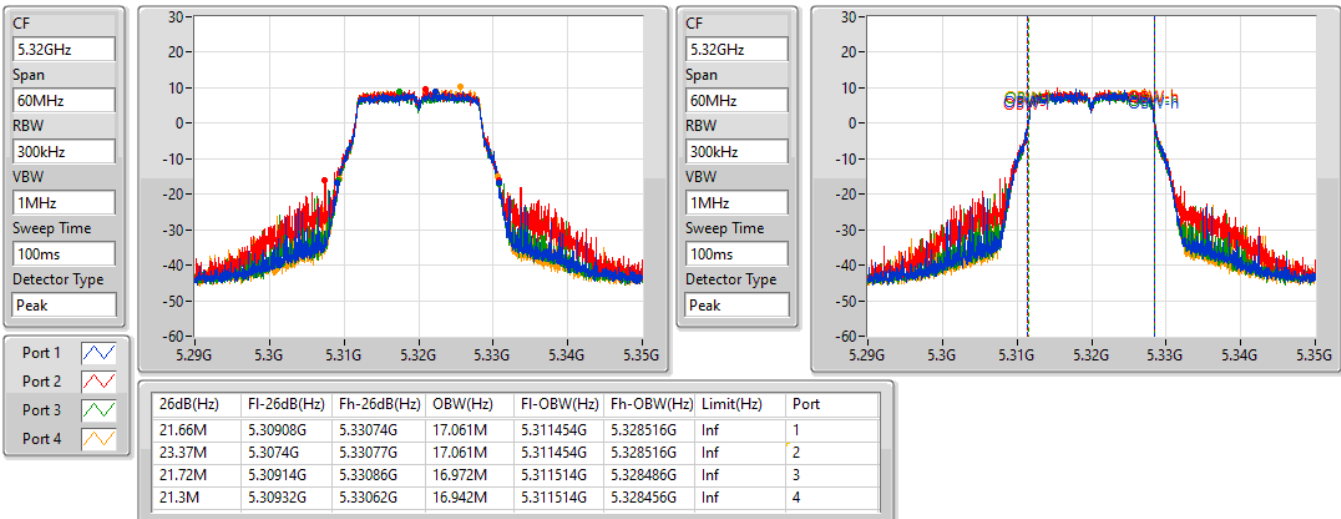 CF
5.32GHz
Span
60MHz
RBW
300kHz
VBW
1MHz
Sweep Time
100ms
Detector Type
Peak
Port 1
Port 2
Port 3
Port 4
30
20
10
0
-10
-20
-30
-40
-50
-60
5.29G 5.3G 5.31G 5.32G 5.33G 5.34G 5.35G
CF
5.32GHz
Span
60MHz
RBW
300kHz
VBW
1MHz
Sweep Time
100ms
Detector Type
Peak
30
20
10
0
-10
-20
-30
-40
-50
-60
5.29G 5.3G 5.31G 5.32G 5.33G 5.34G 5.35G
26dB(Hz) Fl-26dB(Hz) Fh-26dB(Hz) OBW(Hz) Fl-OBW(Hz) Fh-OBW(Hz) Limit(Hz) Port
21.66M 5.30908G 5.33074G 17.061M 5.311454G 5.328516G Inf 1
23.37M 5.3074G 5.33077G 17.061M 5.311454G 5.328516G Inf 2
21.72M 5.30914G 5.33086G 16.972M 5.311514G 5.328486G Inf 3
21.3M 5.30932G 5.33062G 16.942M 5.311514G 5.328456G Inf 4